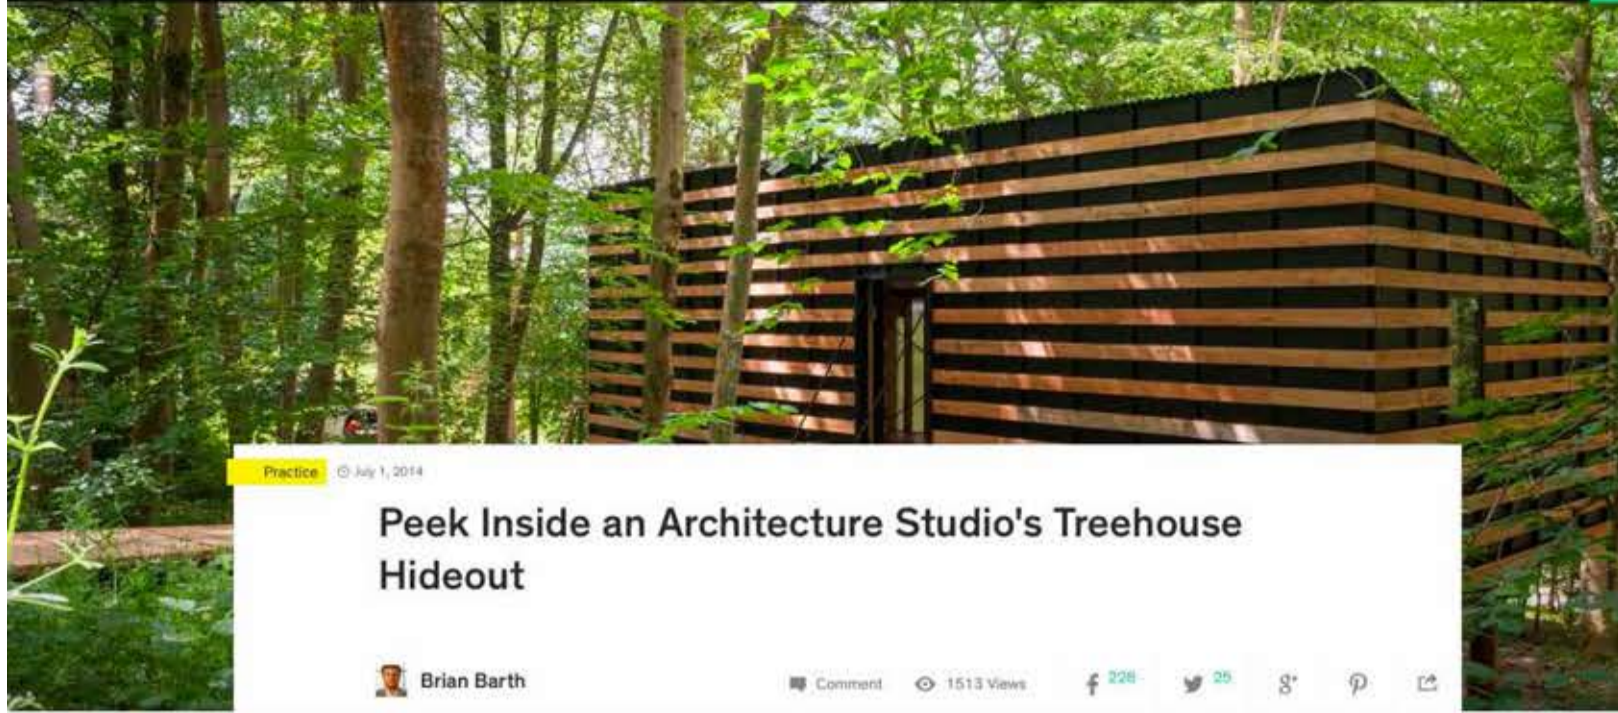 Practice
July 1, 2014
Peek Inside an Architecture Studio's Treehouse
Hideout
Brian Barth
Comment
1513 Views
226
25